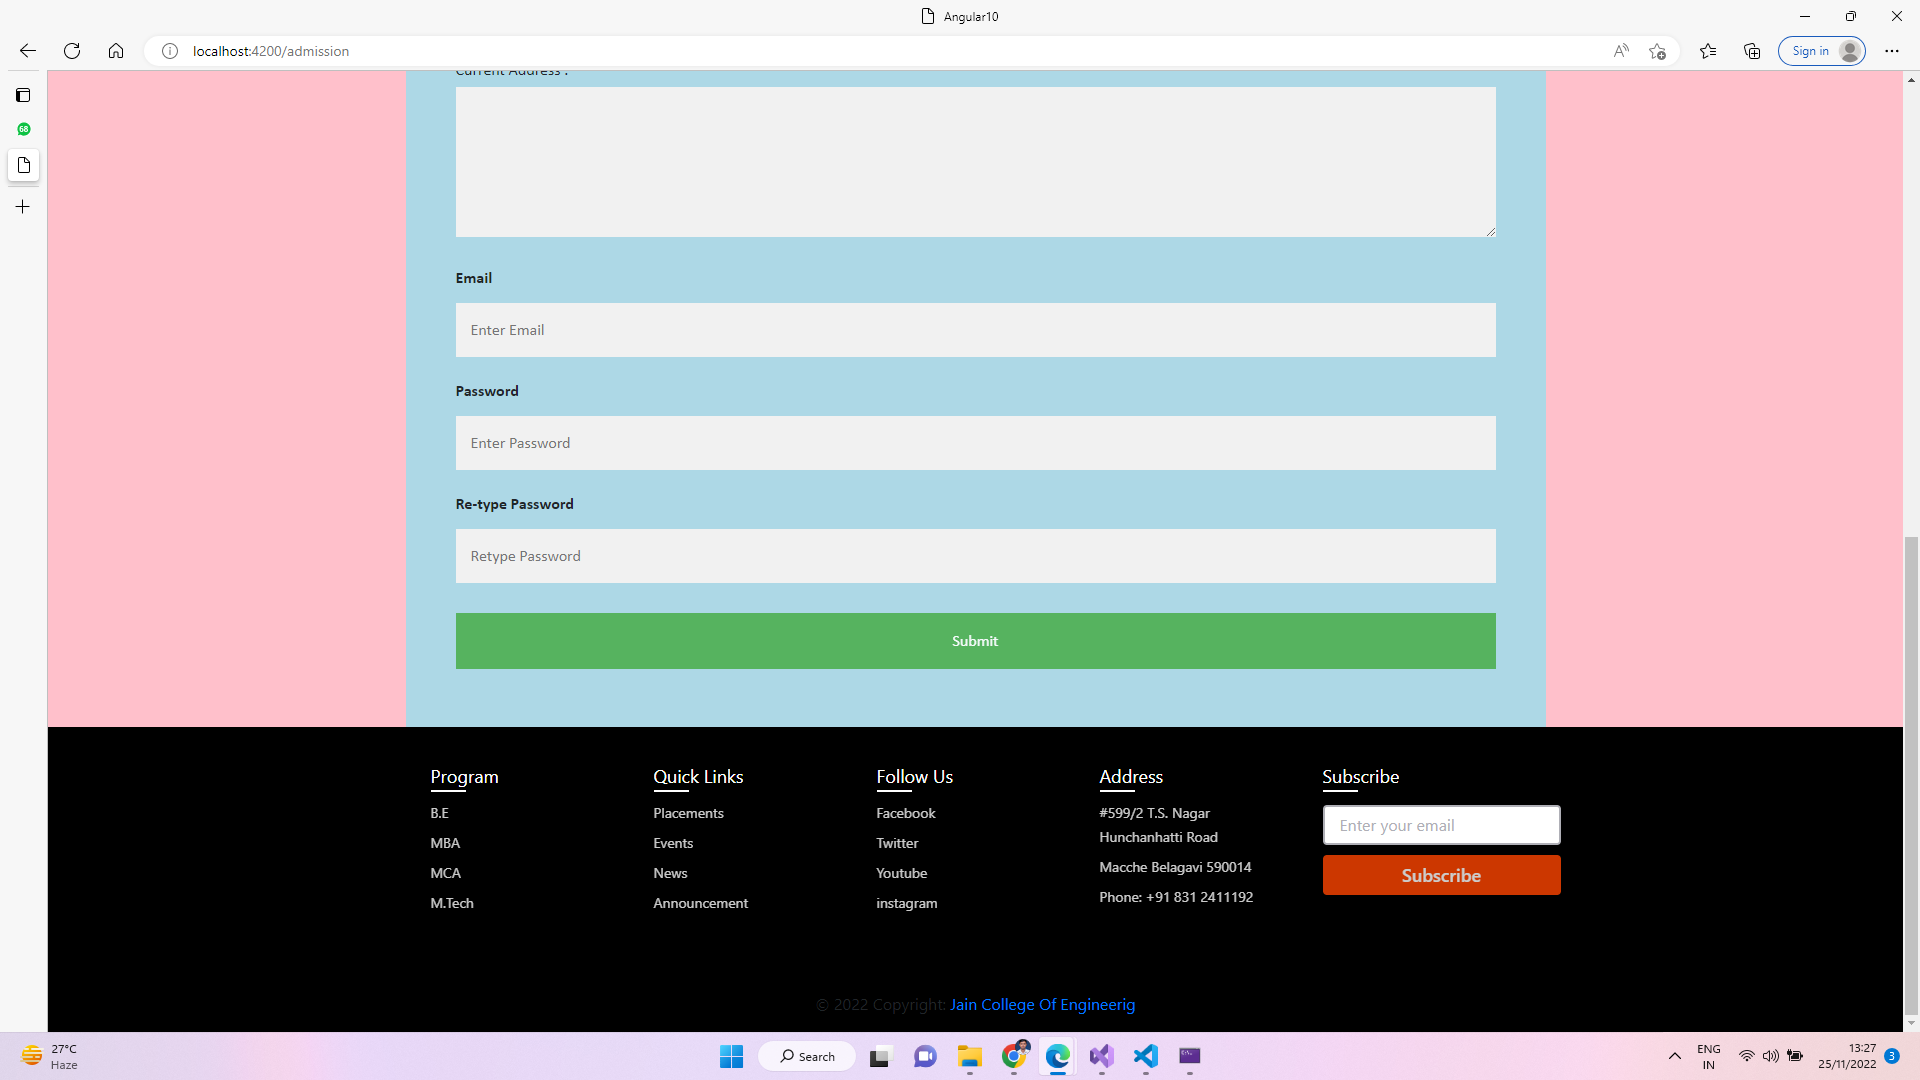 Angular10
localhost:4200/admission
Sign in
68
Current Address :
Email
Enter Email
Password
Enter Password
Re-type Password
Retype Password
Submit
Program
B.E
MBA
MCA
M.Tech
Quick Links
Placements
Events
News
Announcement
Follow Us
Facebook
Twitter
Youtube
instagram
Address
#599/2 T.S. Nagar
Hunchanhatti Road
Macche Belagavi 590014
Phone: +91 831 2411192
Subscribe
Enter your email
Subscribe
© 2022 Copyright: Jain College Of Engineerig
27°C
Haze
Search
ENG
IN
13:27
25/11/2022
3